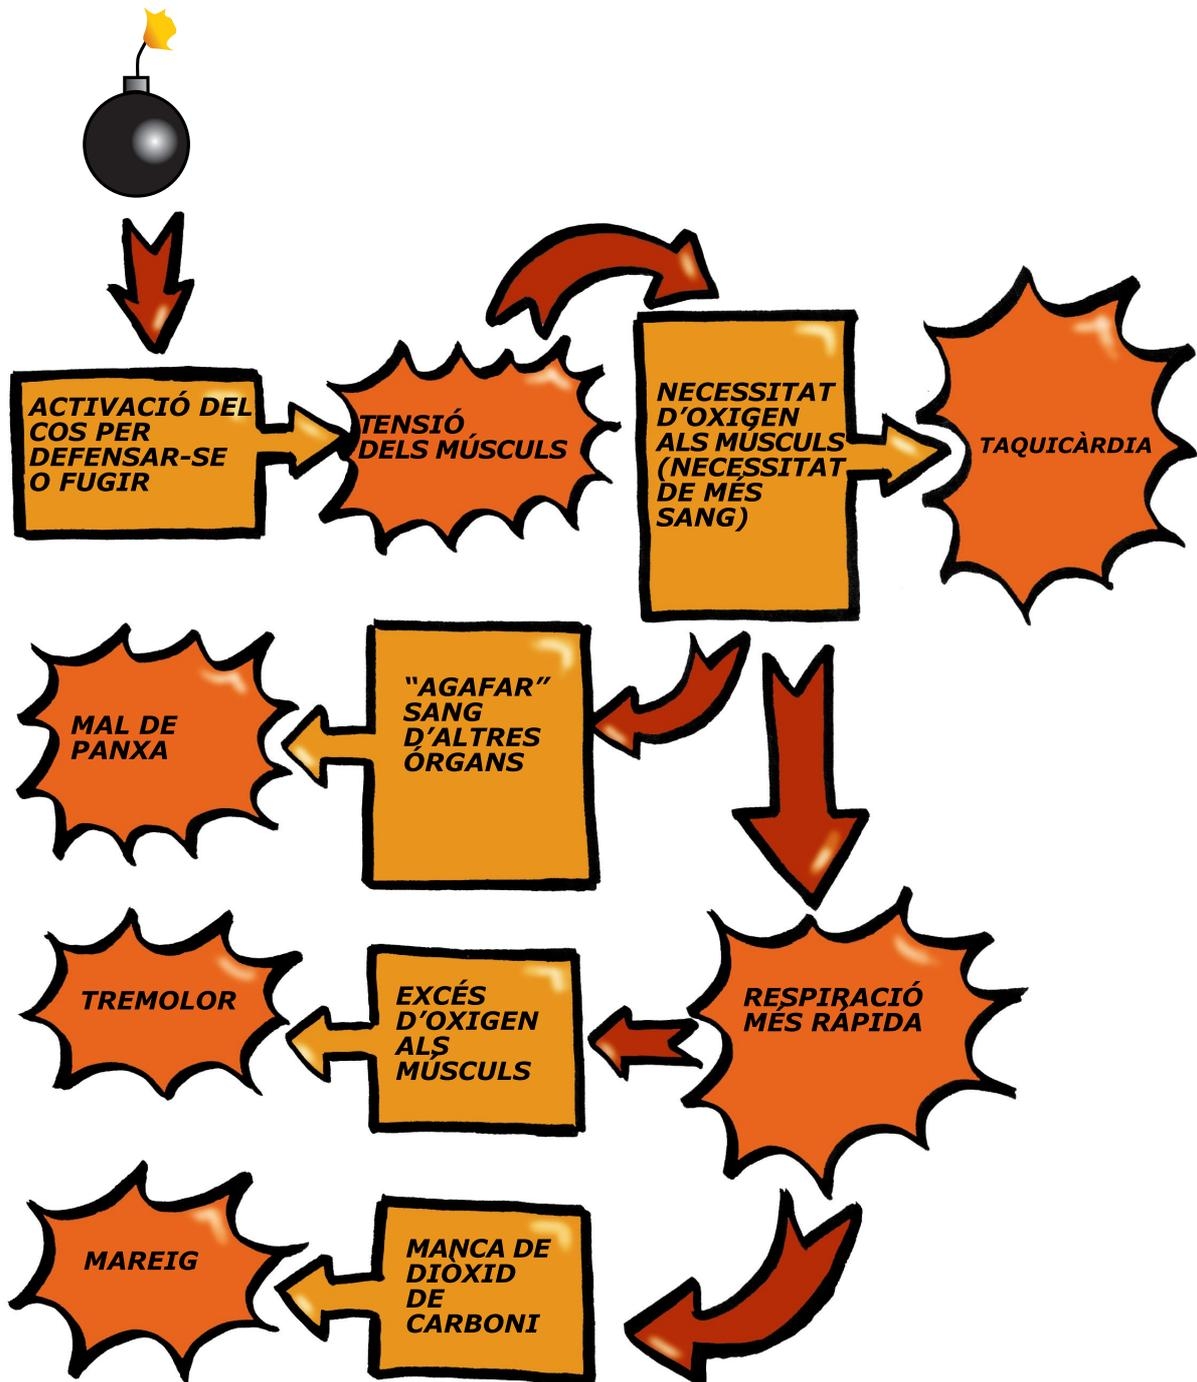 ACTIVACIÓ DEL
COS PER
DEFENSAR-SE
O FUGIR
TENSIÓ
DELS MÚSCULS
NECESSITAT
D’OXIGEN
ALS MÚSCULS
(NECESSITAT
DE MÉS
SANG)
TAQUICÀRDIA
MAL DE
PANXA
“AGAFAR”
SANG
D’ALTRES
ÓRGANS
TREMOLOR
EXCÉS
D’OXIGEN
ALS
MÚSCULS
RESPIRACIÓ
MÉS RÀPIDA
MAREIG
MANCA DE
DIÒXID
DE
CARBONI